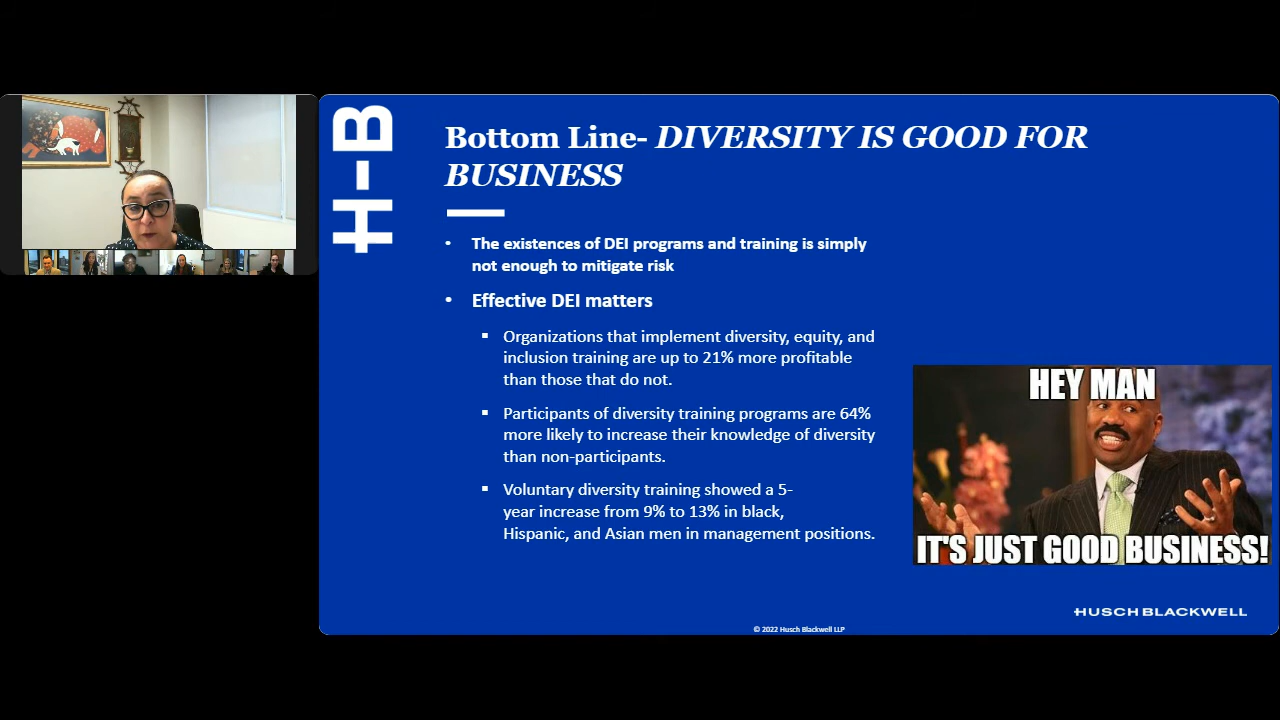 H-B
Bottom Line- DIVERSITY IS GOOD FOR
BUSINESS
• The existences of DEI programs and training is simply
not enough to mitigate risk
• Effective DEI matters
▪ Organizations that implement diversity, equity, and
inclusion training are up to 21% more profitable
than those that do not.
▪ Participants of diversity training programs are 64%
more likely to increase their knowledge of diversity
than non-participants.
▪ Voluntary diversity training showed a 5-
year increase from 9% to 13% in black,
Hispanic, and Asian men in management positions.
HEY MAN
IT'S JUST GOOD BUSINESS!
HUSCH BLACKWELL
© 2022 Husch Blackwell LLP